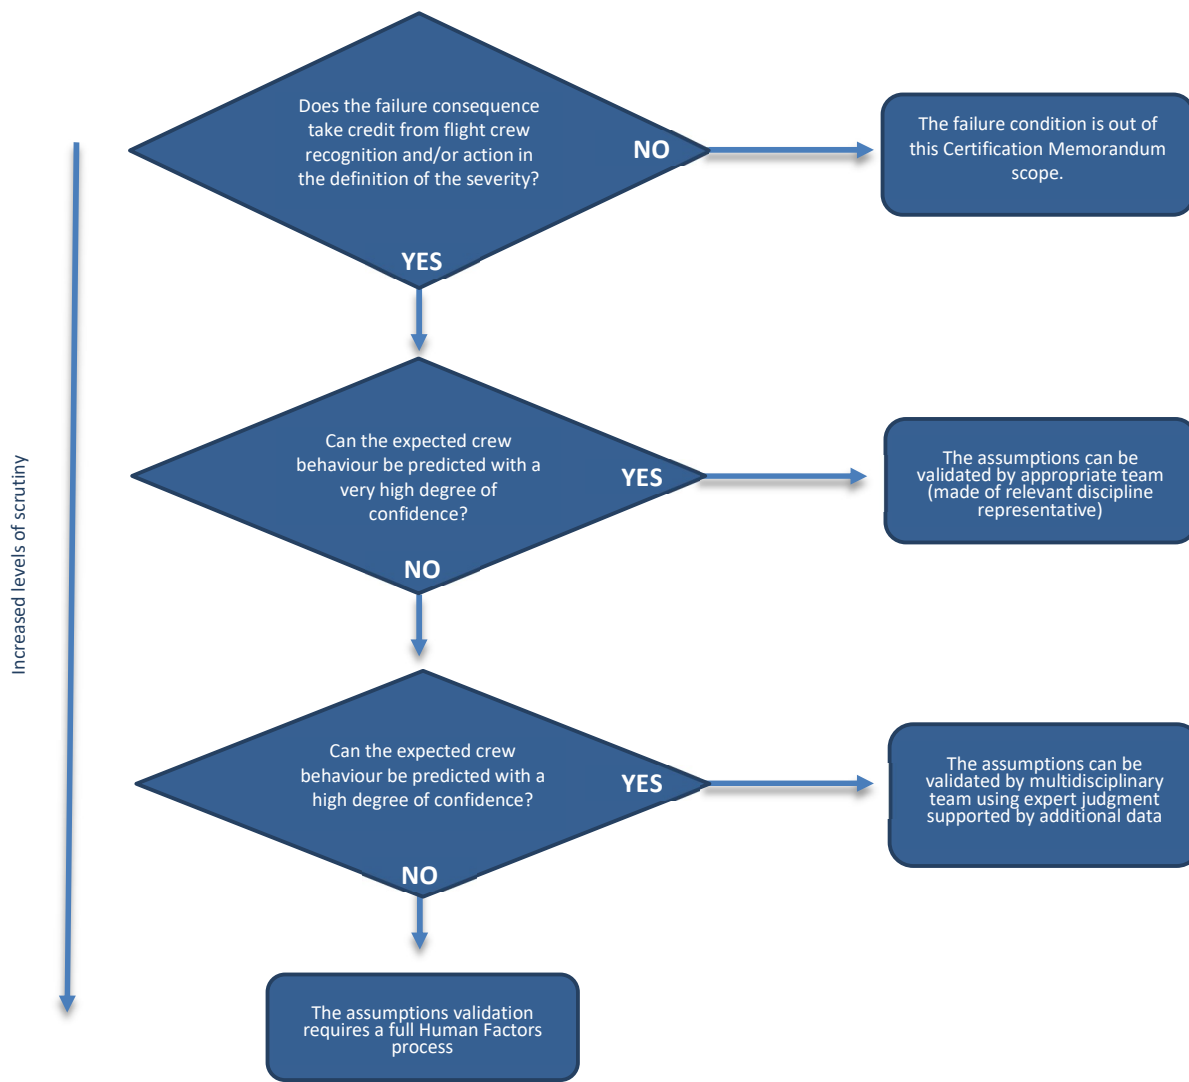 Does the failure consequence
take credit from flight crew
recognition and/or action in
the definition of the severity?
NO
YES
The failure condition is out of
this Certification Memorandum
scope.
Increased levels of scrutiny
Can the expected crew
behaviour be predicted with a
very high degree of
confidence?
YES
NO
The assumptions can be
validated by appropriate team
(made of relevant discipline
representative)
Can the expected crew
behaviour be predicted with a
high degree of confidence?
YES
NO
The assumptions can be
validated by multidisciplinary
team using expert judgment
supported by additional data
The assumptions validation
requires a full Human Factors
process